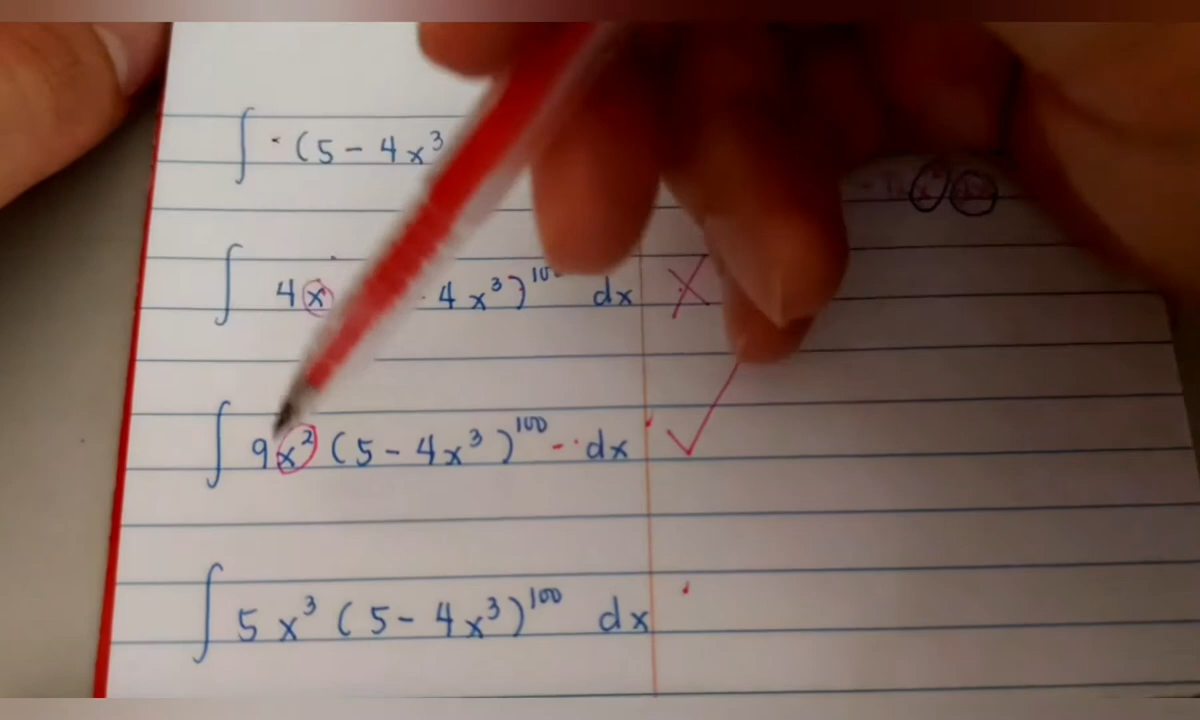 ∫ (5 - 4x³
∫ 4x 4x³)¹⁰ dx X
∫ 9x² (5 - 4x³)¹⁰⁰ dx ✓
∫ 5x³ (5 - 4x³)¹⁰⁰ dx